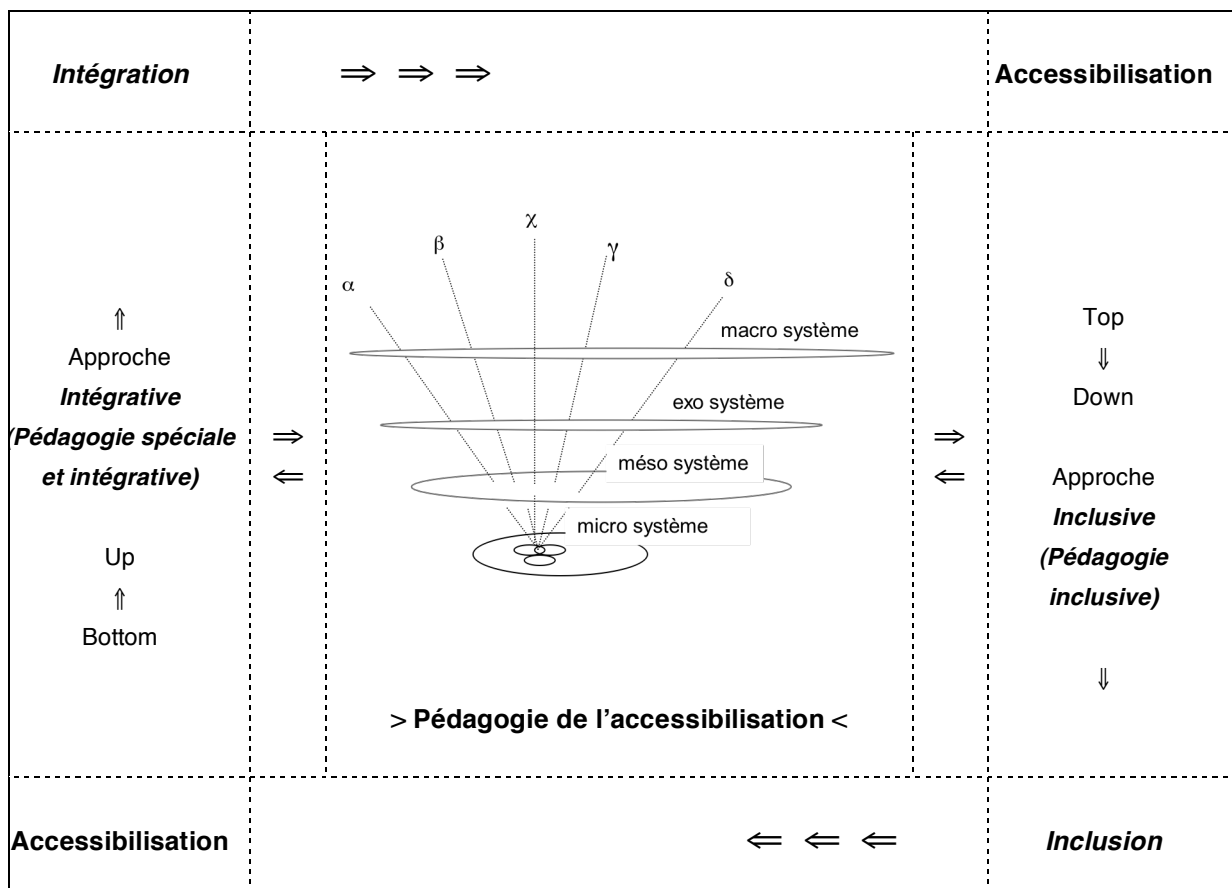 Intégration
⇒ ⇒ ⇒
Accessibilisation
⇑
Approche
Intégrative
(Pédagogie spéciale
et intégrative)
Up
⇑
Bottom
⇒
⇐
α
β
χ
γ
δ
macro système
exo système
méso système
micro système
> Pédagogie de l’accessibilisation <
⇒
⇐
Top
⇓
Down
Approche
Inclusive
(Pédagogie
inclusive)
⇓
Accessibilisation
⇐ ⇐ ⇐
Inclusion